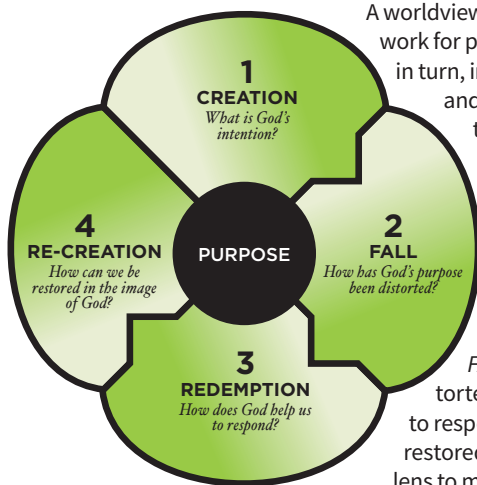 A worldview
work for p
in turn, in
and
t
1
CREATION
What is God's
intention?
2
FALL
How has God's purpose
been distorted?
PURPOSE
4
RE-CREATION
How can we be
restored in the image
of God?
3
REDEMPTION
How does God help us
to respond?
F
torte
to respo
restored
lens to m